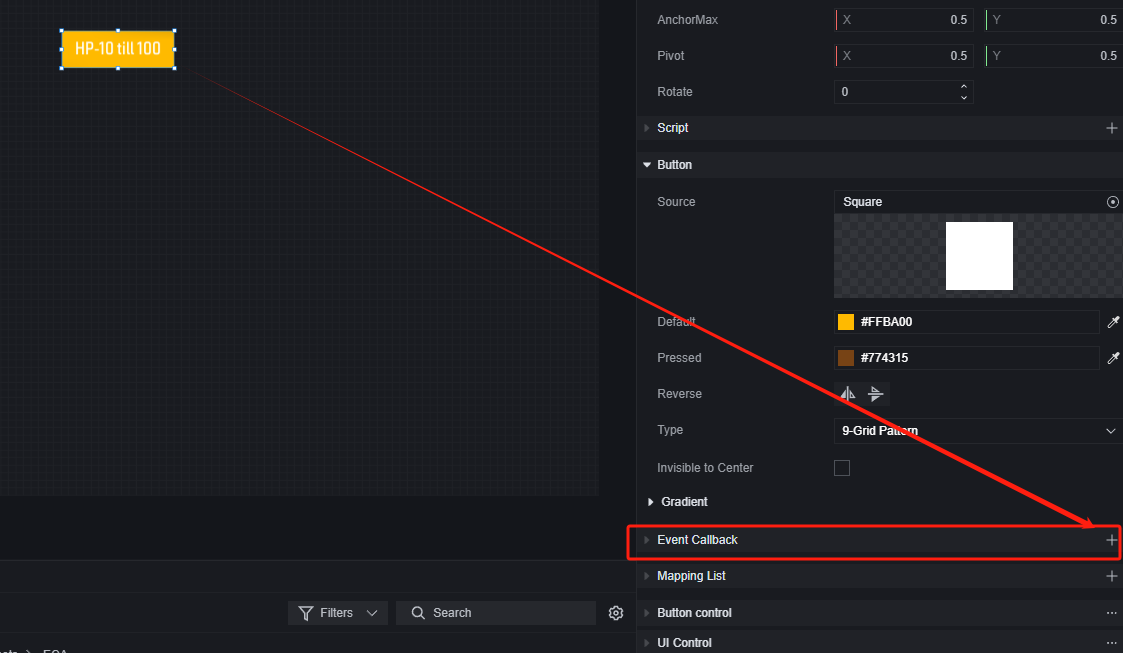 HP-10 till 100
AnchorMax X 0.5 Y 0.5
Pivot X 0.5 Y 0.5
Rotate 0
Script
Button
Source Square
Default #FFBA00
Pressed #774315
Reverse
Type 9-Grid Pattern
Invisible to Center
Gradient
Event Callback
Mapping List
Filters Search
Button control
UI Control